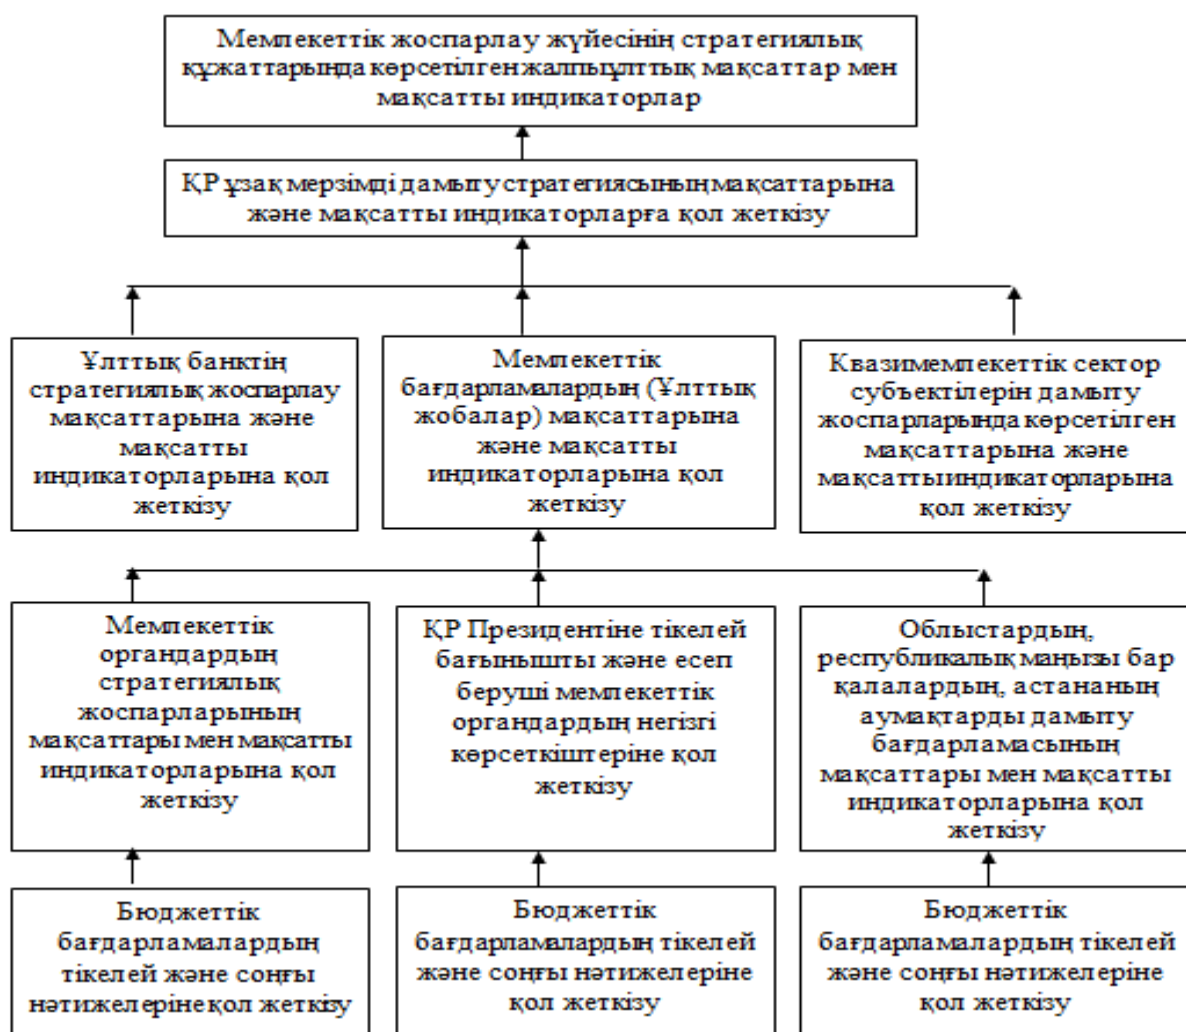 Мемлекеттік жоспарлау жүйесінің стратегиялық
құжаттарында көрсетілген жалпыұлттық мақсаттар мен
мақсатты индикаторлар
ҚР ұзақ мерзімді дамыту стратегиясының мақсаттарына
және мақсатты индикаторларға қол жеткізу
Ұлттық банктің
стратегиялық жоспарлау
мақсаттарына және
мақсатты
индикаторларына қол
жеткізу
Мемлекеттік
бағдарламалардың (Ұлттық
жобалар) мақсаттарына
және мақсатты
индикаторларына қол
жеткізу
Квазимемлекеттік сектор
субъектілерін дамыту
жоспарларында көрсетілген
мақсаттарына және
мақсатты индикаторларына
қол жеткізу
Мемлекеттік
органдардың
стратегиялық
жоспарларының
мақсаттары мен мақсатты
индикаторларына қол
жеткізу
ҚР Президентіне тікелей
бағынышты және есеп
беруші мемлекеттік
органдардың негізгі
көрсеткіштеріне қол
жеткізу
Облыстардың,
республикалық маңызы бар
қалалардың, астананың
аумақтарды дамыту
бағдарламасының
мақсаттары мен мақсатты
индикаторларына қол
жеткізу
Бюджеттік
бағдарламалардың
тікелей және соңғы
нәтижелеріне қол жеткізу
Бюджеттік
бағдарламалардың тікелей
және соңғы нәтижелеріне
қол жеткізу
Бюджеттік
бағдарламалардың тікелей
және соңғы нәтижелеріне
қол жеткізу